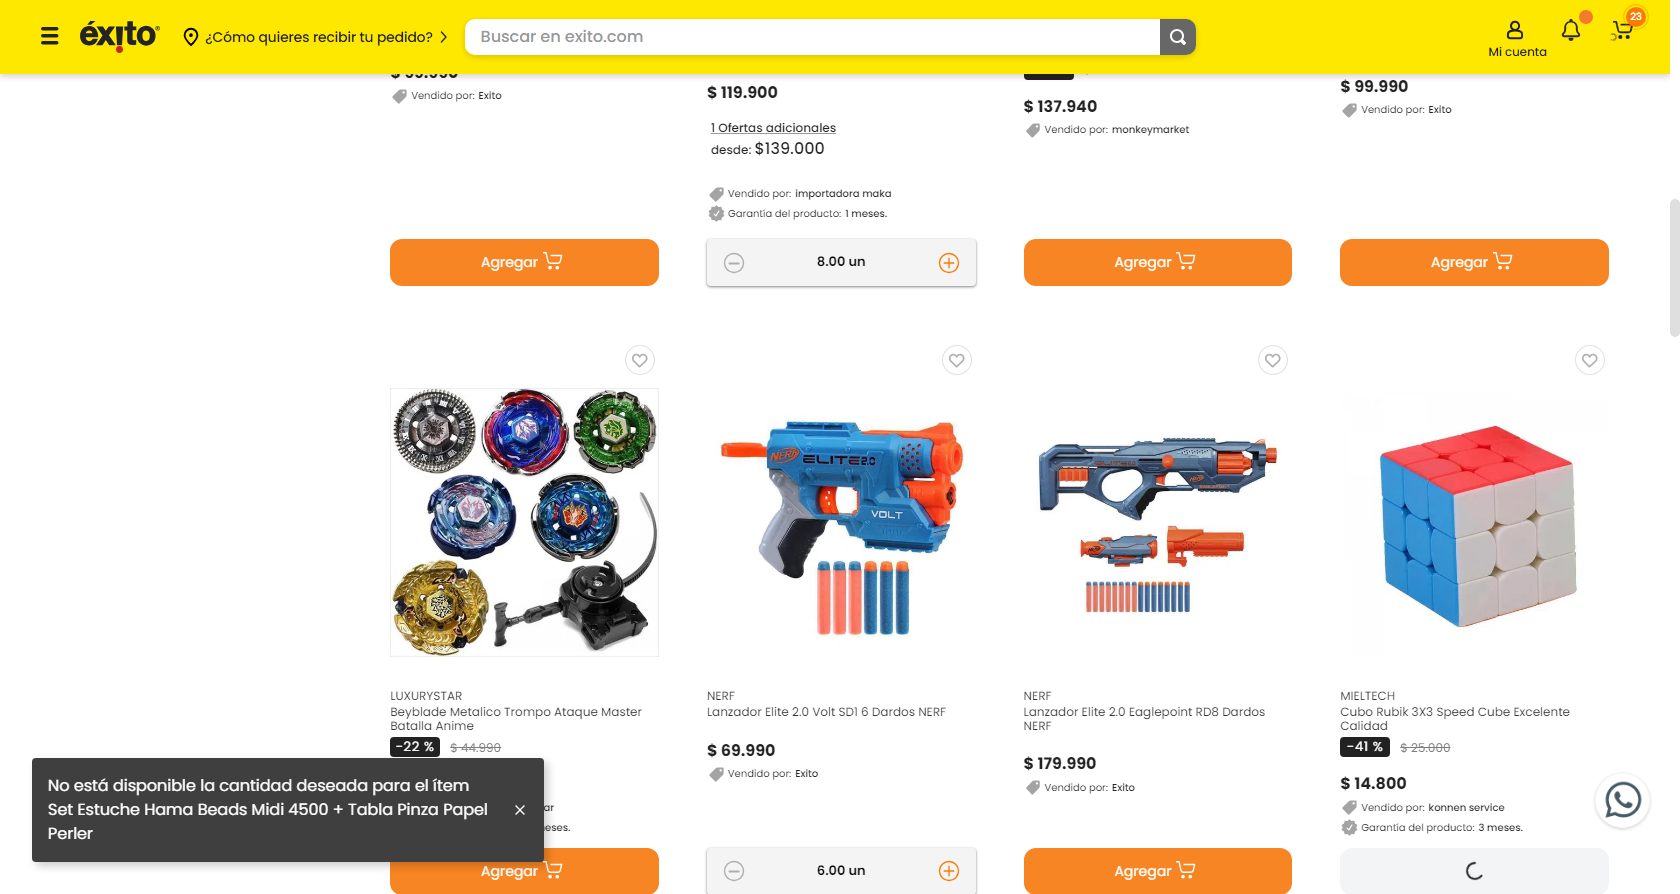 éxito
¿Cómo quieres recibir tu pedido?
Buscar en exito.com
Mi cuenta
23
Vendido por: Exito
$ 119.900
1 Ofertas adicionales
desde: $139.000
Vendido por: importadora maka
Garantía del producto: 1 meses.
$ 137.940
Vendido por: monkeymarket
$ 99.990
Vendido por: Exito
Agregar
8.00 un
Agregar
Agregar
NERF
ELITE 2.0
VOLT
LUXURYSTAR
Beyblade Metalico Trompo Ataque Master
Batalla Anime
-22 % $ 44.990
NERF
Lanzador Elite 2.0 Volt SD1 6 Dardos NERF
$ 69.990
Vendido por: Exito
NERF
Lanzador Elite 2.0 Eaglepoint RD8 Dardos
NERF
$ 179.990
Vendido por: Exito
MIELTECH
Cubo Rubik 3X3 Speed Cube Excelente
Calidad
-41 % $ 25.000
$ 14.800
Vendido por: konnen service
Garantía del producto: 3 meses.
No está disponible la cantidad deseada para el ítem
Set Estuche Hama Beads Midi 4500 + Tabla Pinza Papel
Perler
Agregar
6.00 un
Agregar